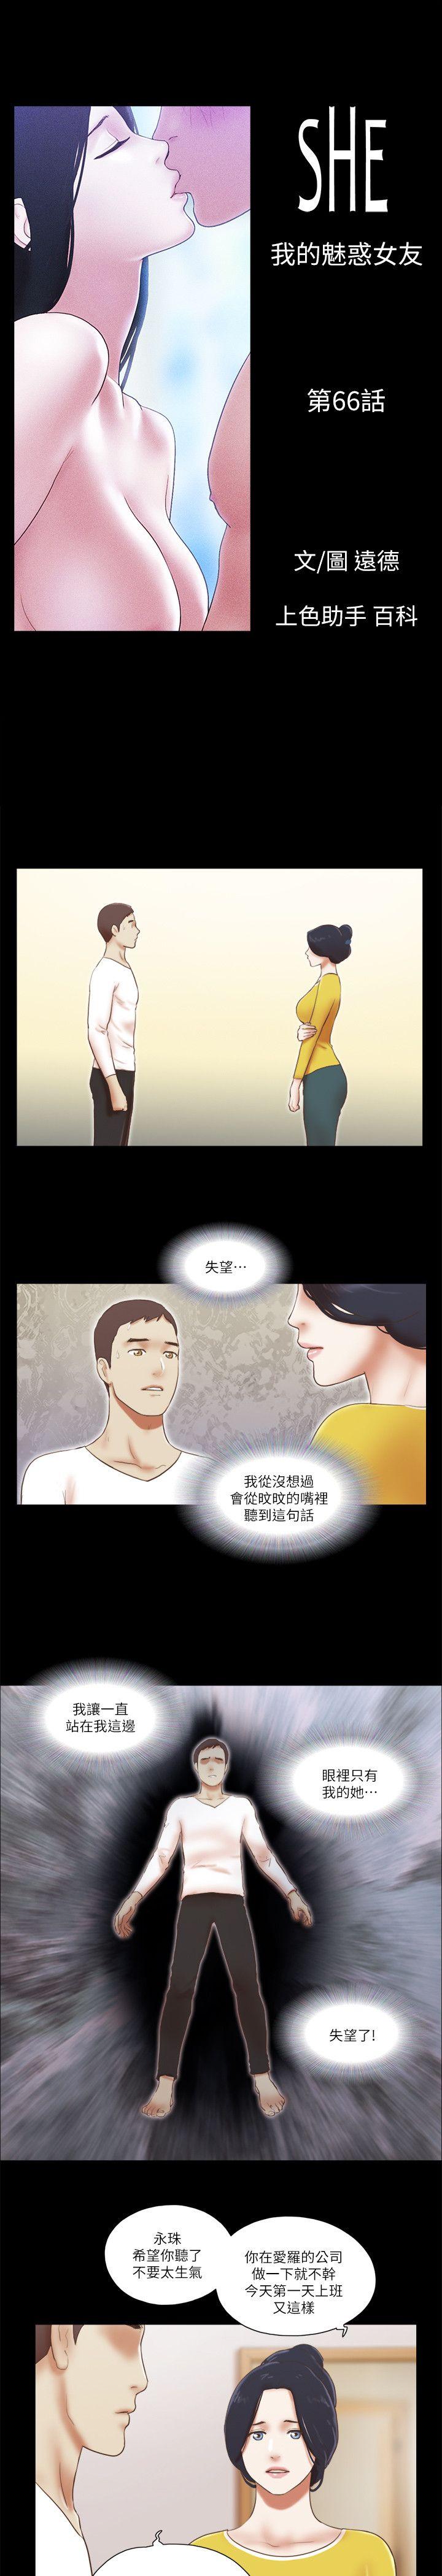 SHE
我的魅惑女友
第66話
文/圖 遠德
上色助手 百科
失望…
我從沒想過
會從旼旼的嘴裡
聽到這句話
我讓一直
站在我這邊
眼裡只有
我的她…
失望了!
永珠
希望你聽了
不要太生氣
你在愛羅的公司
做一下就不幹
今天第一天上班
又這樣